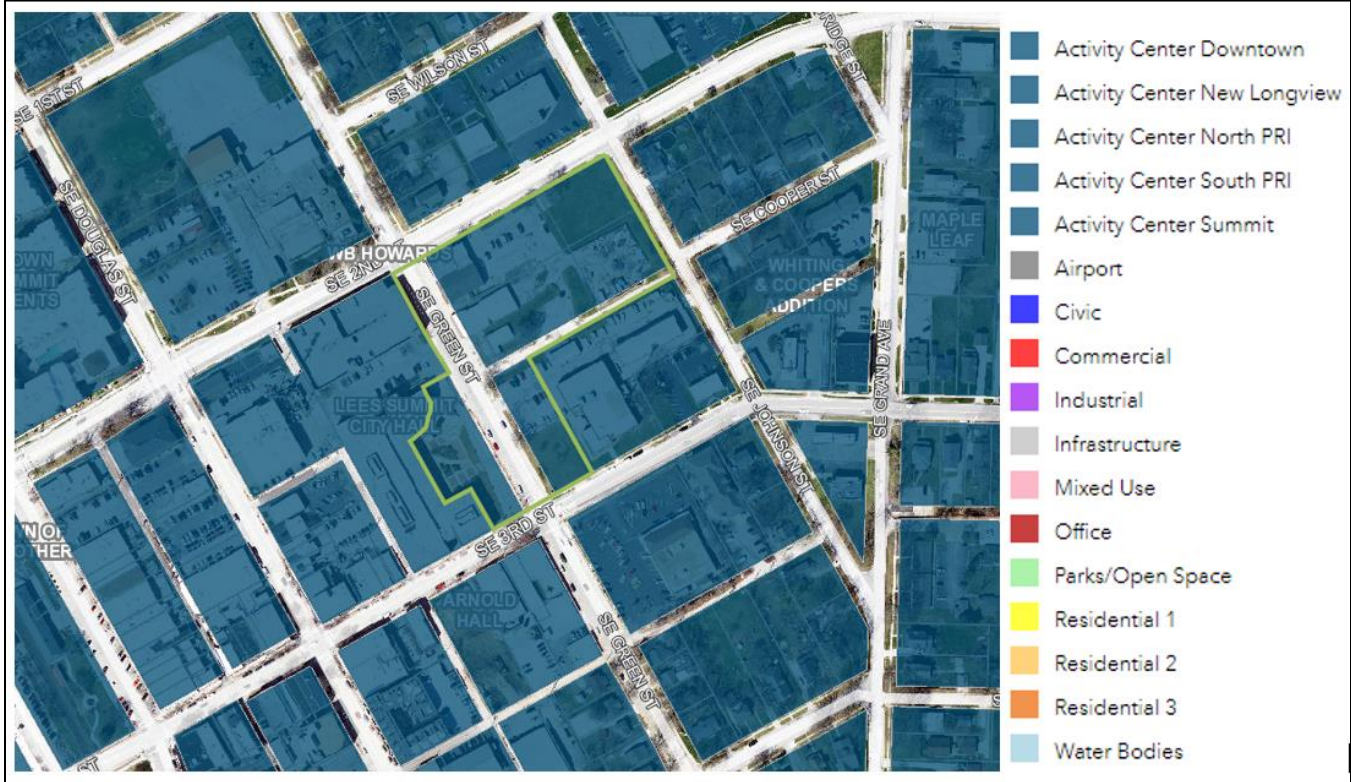 SE 1ST ST
SE WILSON ST
SE DOUGLAS ST
SE COOPER ST
MAPLE
LEAF
WB HOWARDS
SE 2ND
WHITING
& COOPERS
ADDITION
SE GREEN ST
LEES SUMMIT
CITY HALL
SE GRAND AVE
SE JOHNSON ST
SE 3RD ST
ARNOLD
HALL
SE GREEN ST
ST
Activity Center Downtown
Activity Center New Longview
Activity Center North PRI
Activity Center South PRI
Activity Center Summit
Airport
Civic
Commercial
Industrial
Infrastructure
Mixed Use
Office
Parks/Open Space
Residential 1
Residential 2
Residential 3
Water Bodies